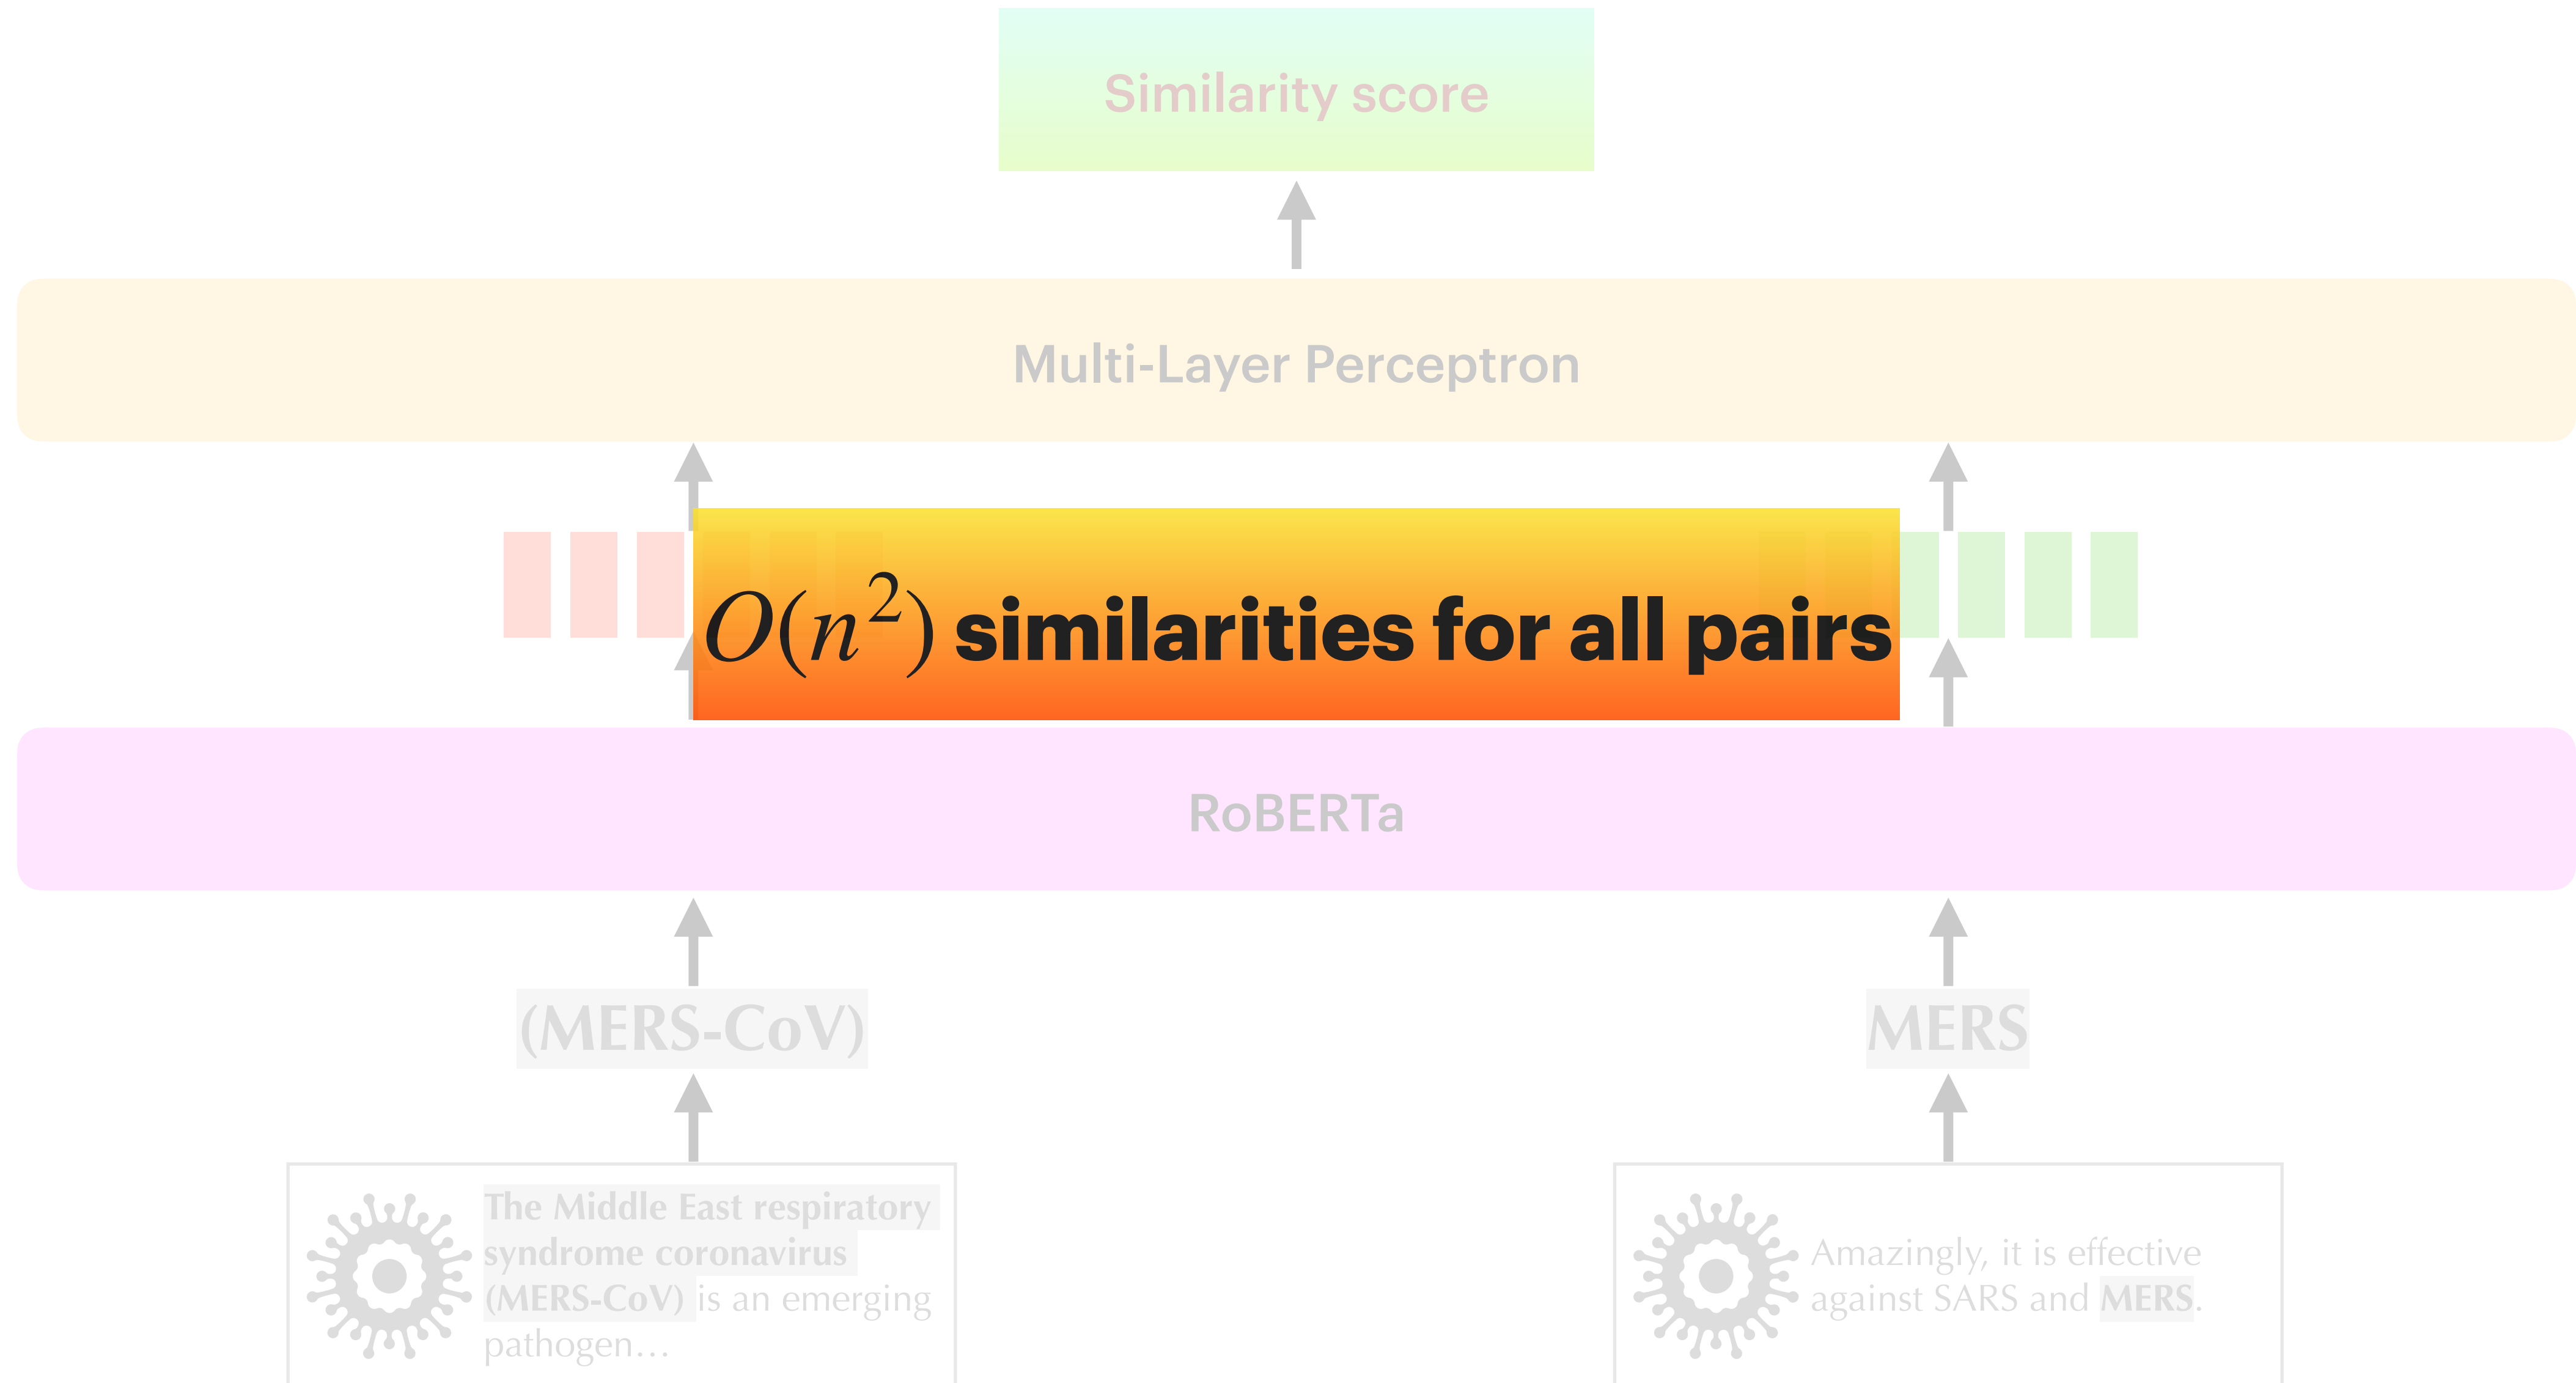 Similarity score
Multi-Layer Perceptron
O(n²) similarities for all pairs
RoBERTa
(MERS-CoV)
MERS
The Middle East respiratory
syndrome coronavirus
(MERS-CoV) is an emerging
pathogen…
Amazingly, it is effective
against SARS and MERS.